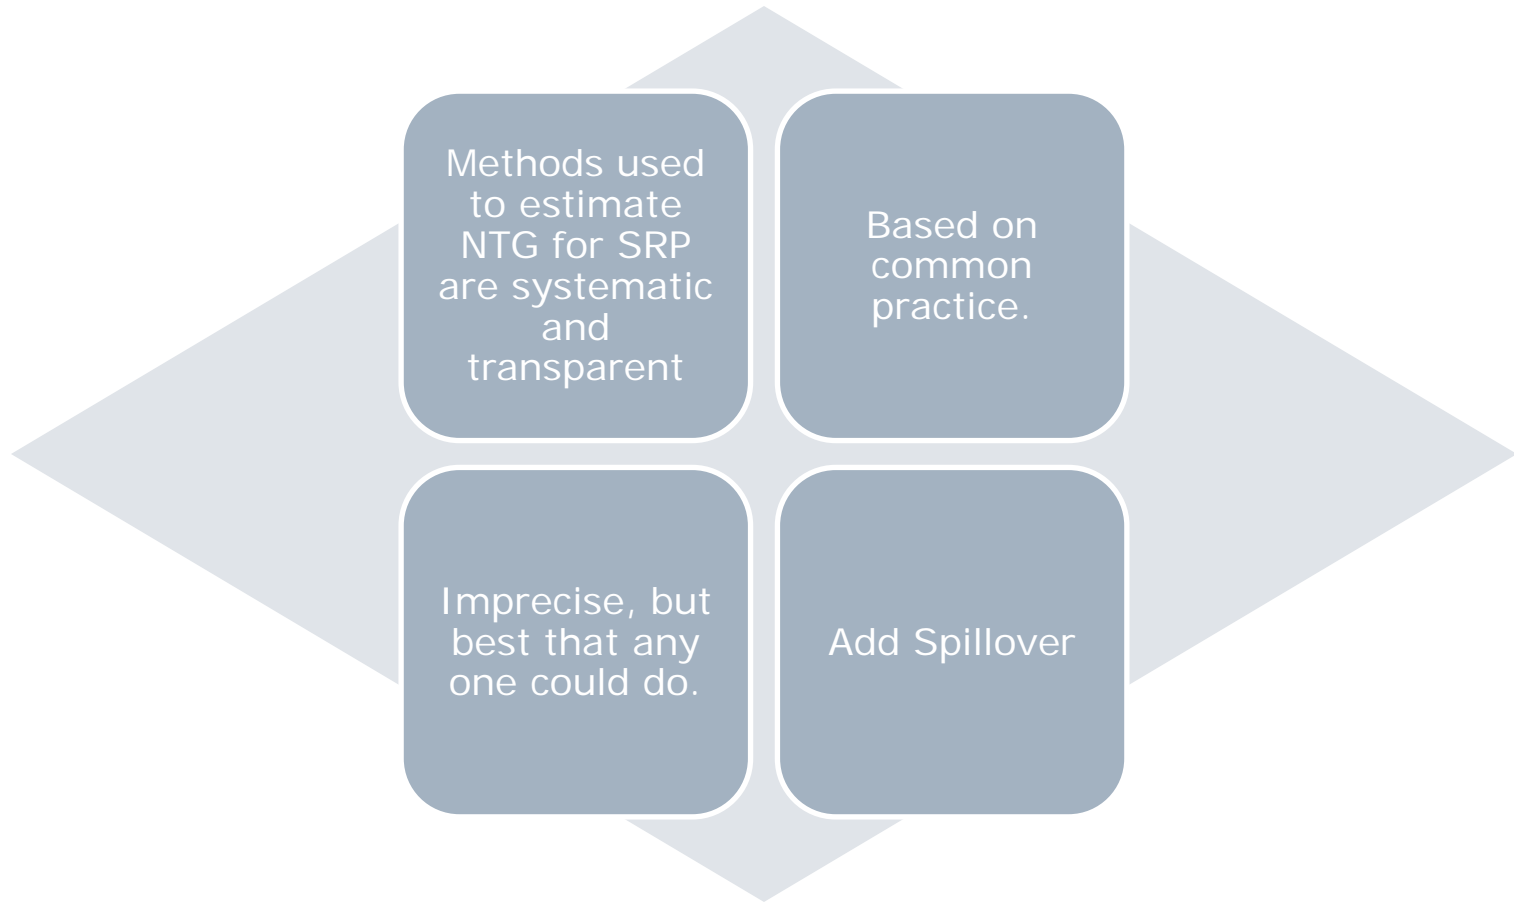 Methods used
to estimate
NTG for SRP
are systematic
and
transparent
Based on
common
practice.
Imprecise, but
best that any
one could do.
Add Spillover